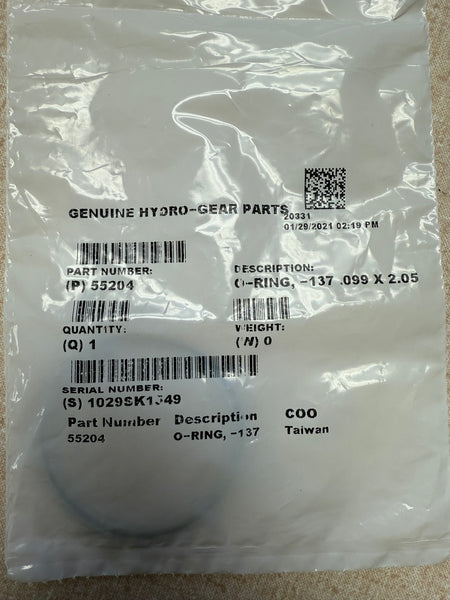 GENUINE HYDRO-GEAR PARTS
20331
01/29/2021 02:19 PM
PART NUMBER:
(P) 55204
DESCRIPTION:
O-RING, -137 .099 X 2.05
QUANTITY:
(Q) 1
WEIGHT:
(W) 0
SERIAL NUMBER:
(S) 1029SK1549
Part Number Description COO
55204 O-RING, -137 Taiwan